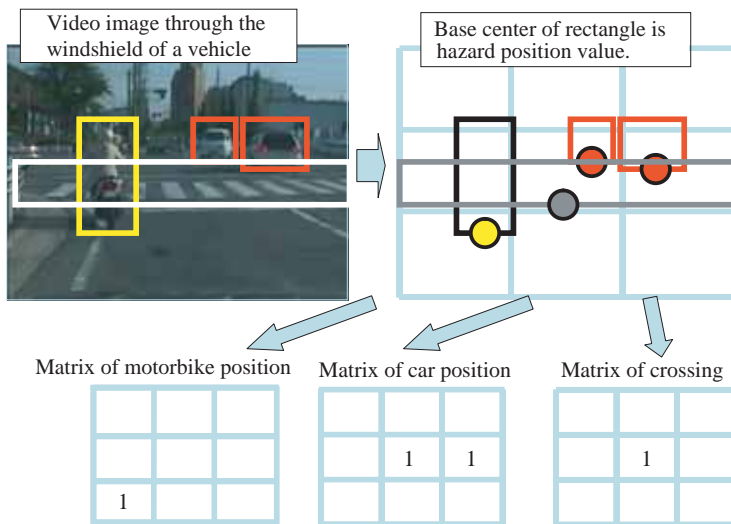 Video image through the
windshield of a vehicle
Base center of rectangle is
hazard position value.
Matrix of motorbike position
Matrix of car position
Matrix of crossing
1
1 1
1